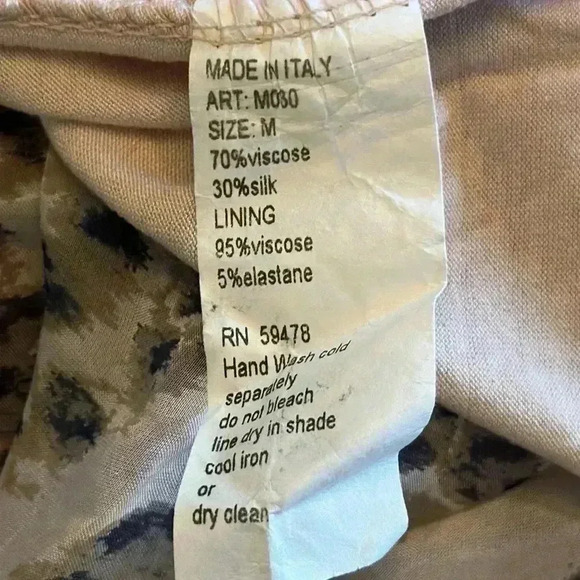 MADE IN ITALY
ART: M030
SIZE: M
70%viscose
30%silk
LINING
95%viscose
5%elastane
RN 59478
Hand Wash cold
separately
do not bleach
line dry in shade
cool iron
or
dry clean